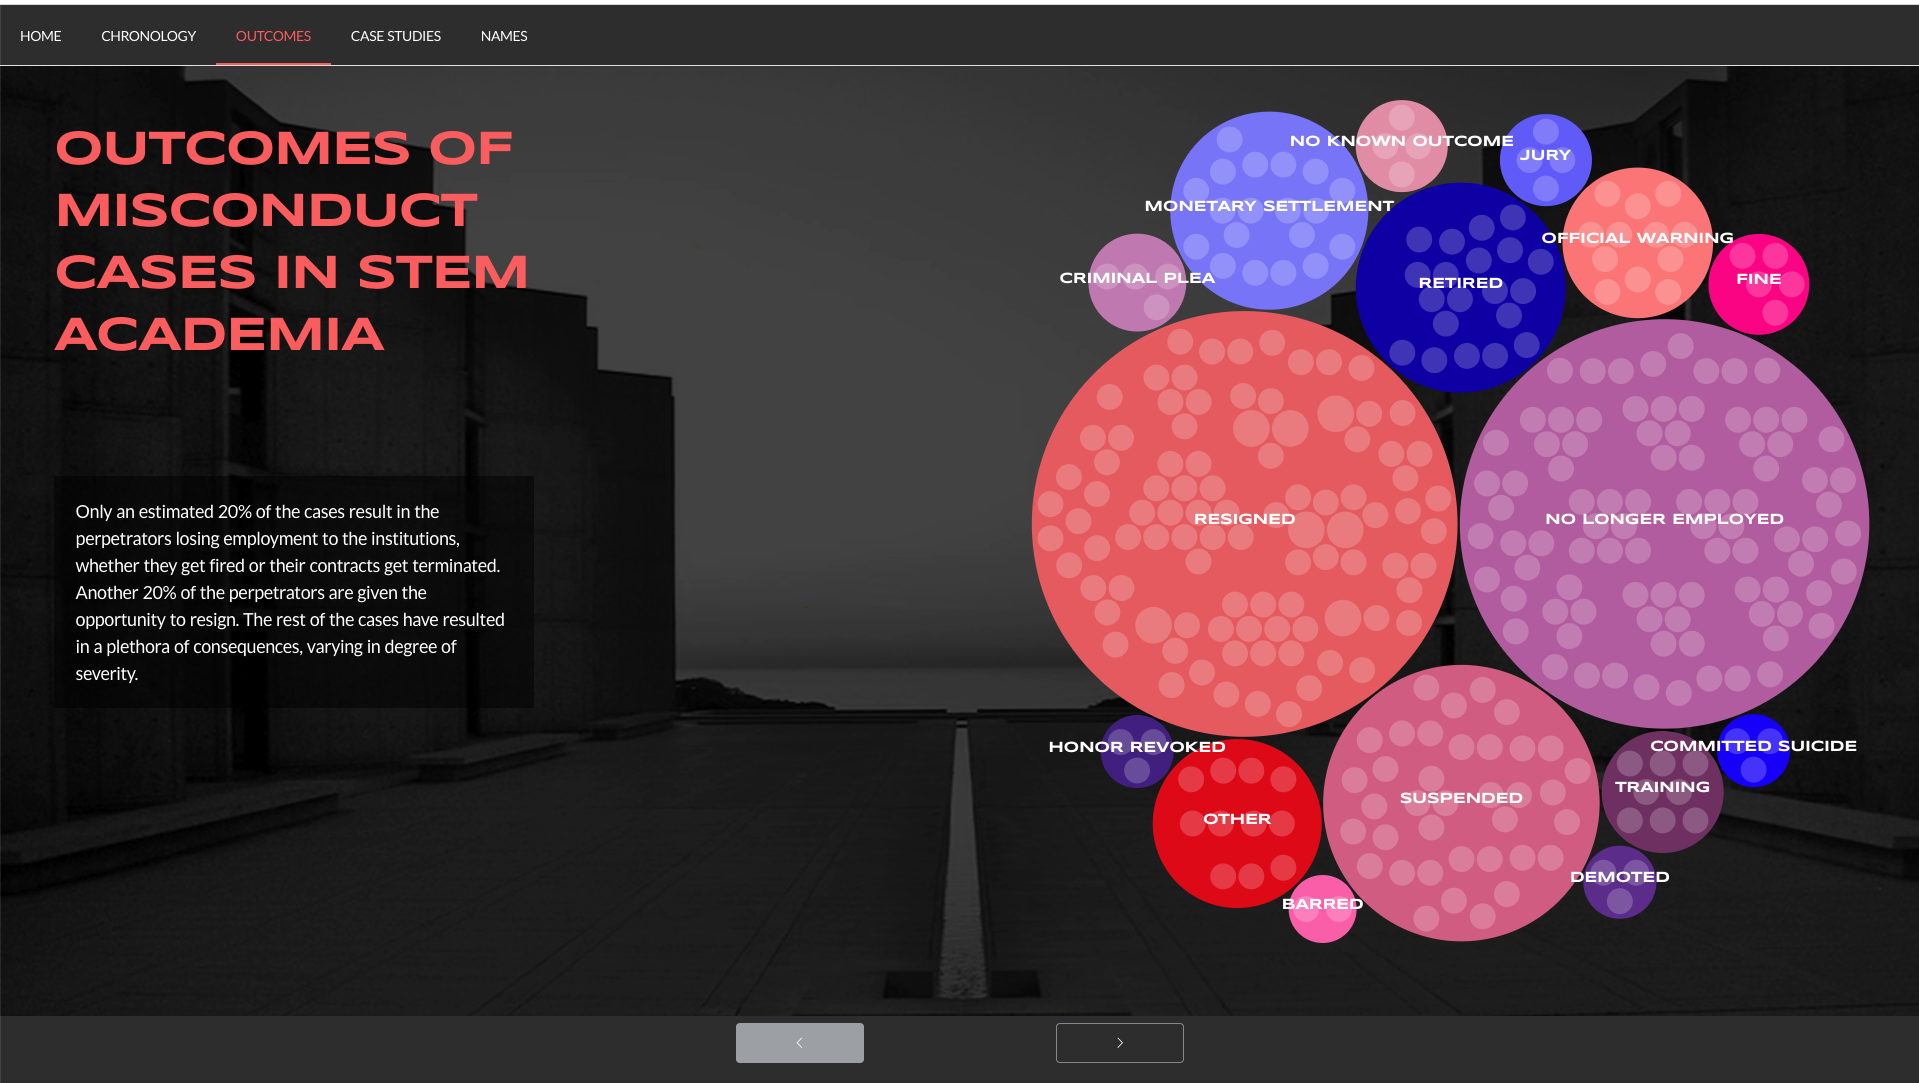 HOME
CHRONOLOGY
OUTCOMES
CASE STUDIES
NAMES
OUTCOMES OF
MISCONDUCT
CASES IN STEM
ACADEMIA
Only an estimated 20% of the cases result in the
perpetrators losing employment to the institutions,
whether they get fired or their contracts get terminated.
Another 20% of the perpetrators are given the
opportunity to resign. The rest of the cases have resulted
in a plethora of consequences, varying in degree of
severity.
NO KNOWN OUTCOME
JURY
MONETARY SETTLEMENT
OFFICIAL WARNING
CRIMINAL PLEA
RETIRED
FINE
RESIGNED
NO LONGER EMPLOYED
HONOR REVOKED
COMMITTED SUICIDE
TRAINING
SUSPENDED
OTHER
DEMOTED
BARRED